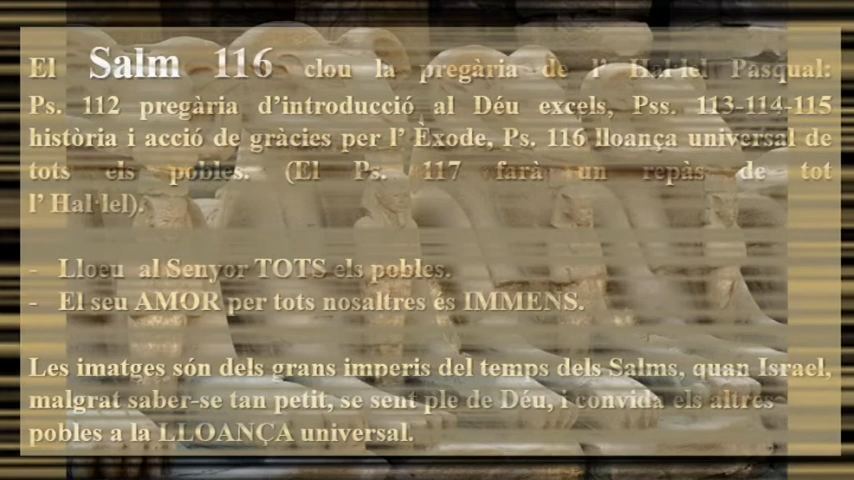 El Salm 116 clou la pregària de l’ Hal·lel Pasqual:
Ps. 112 pregària d’introducció al Déu excels, Pss. 113-114-115
història i acció de gràcies per l’ Èxode, Ps. 116 lloança universal de
tots els pobles. (El Ps. 117 farà un repàs de tot
l’ Hal·lel).
- Lloeu al Senyor TOTS els pobles.
- El seu AMOR per tots nosaltres és IMMENS.
Les imatges són dels grans imperis del temps dels Salms, quan Israel,
malgrat saber-se tan petit, se sent ple de Déu, i convida els altres
pobles a la LLOANÇA universal.